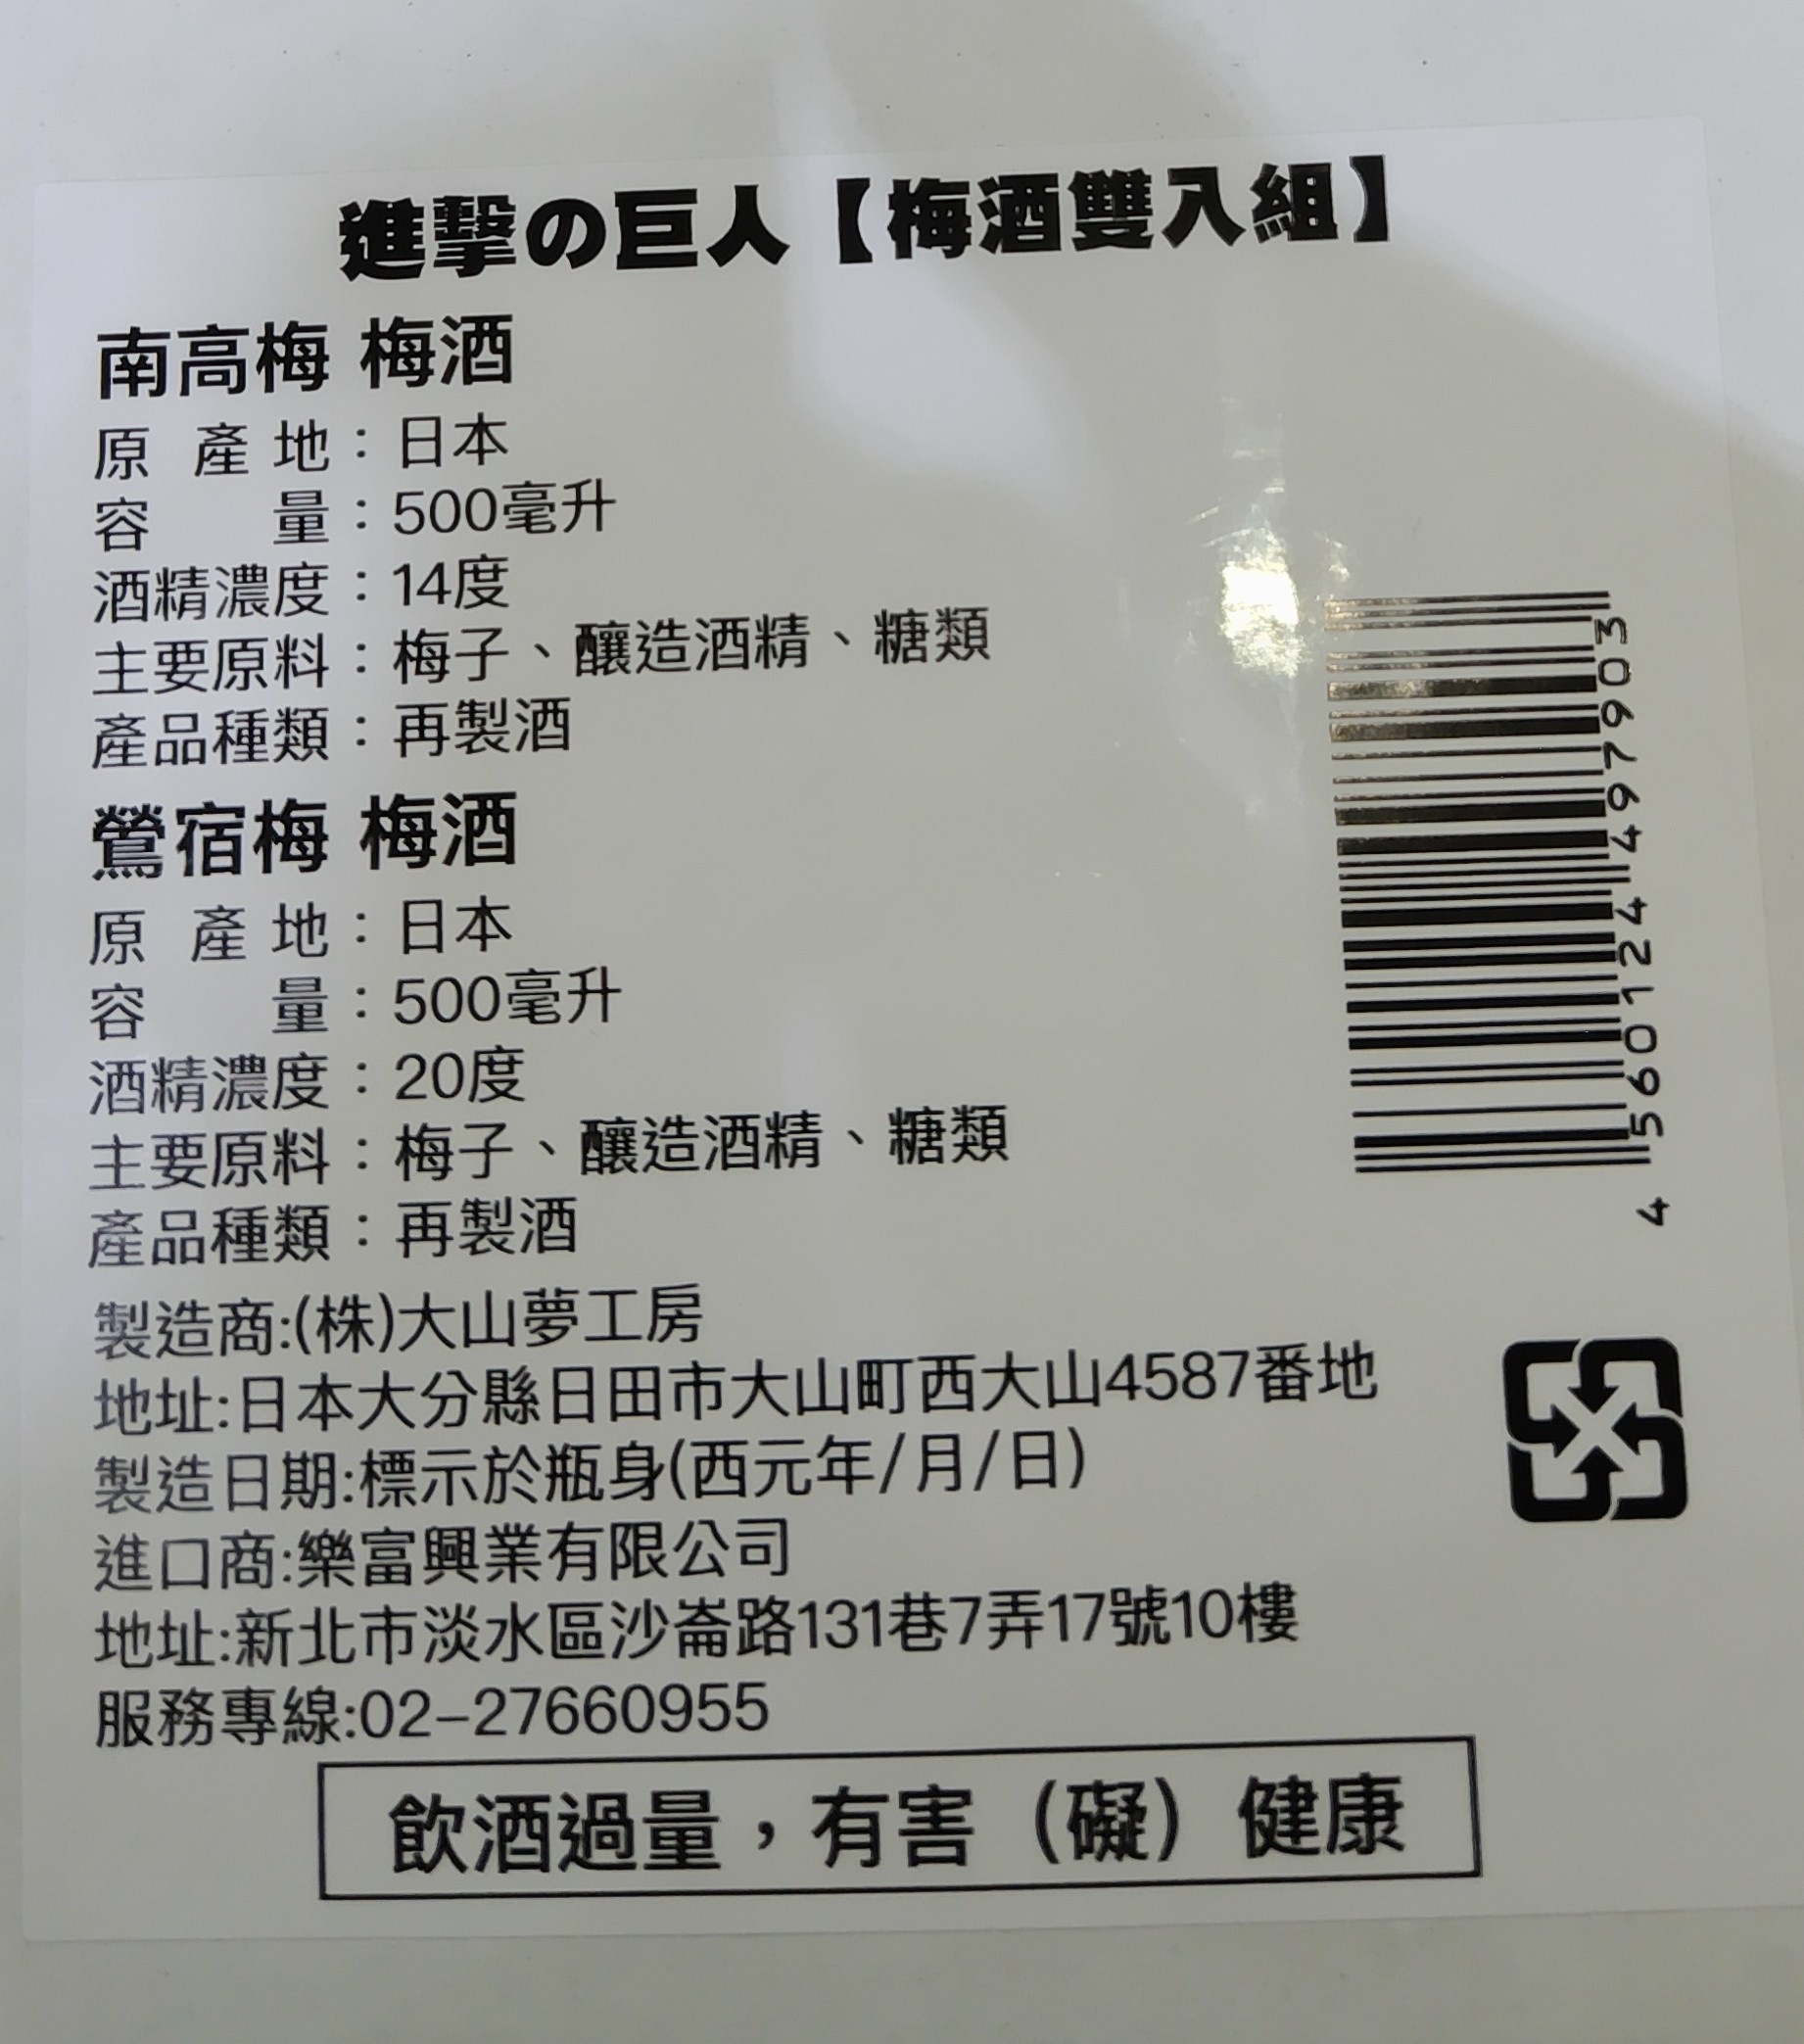 進擊の巨人【梅酒雙入組】
南高梅 梅酒
原產地：日本
容量：500毫升
酒精濃度：14度
主要原料：梅子、釀造酒精、糖類
產品種類：再製酒
鶯宿梅 梅酒
原產地：日本
容量：500毫升
酒精濃度：20度
主要原料：梅子、釀造酒精、糖類
產品種類：再製酒
製造商:(株)大山夢工房
地址:日本大分縣日田市大山町西大山4587番地
製造日期:標示於瓶身(西元年/月/日)
進口商:樂富興業有限公司
地址:新北市淡水區沙崙路131巷7弄17號10樓
服務專線:02-27660955
飲酒過量，有害（礙）健康
4 560124 497903